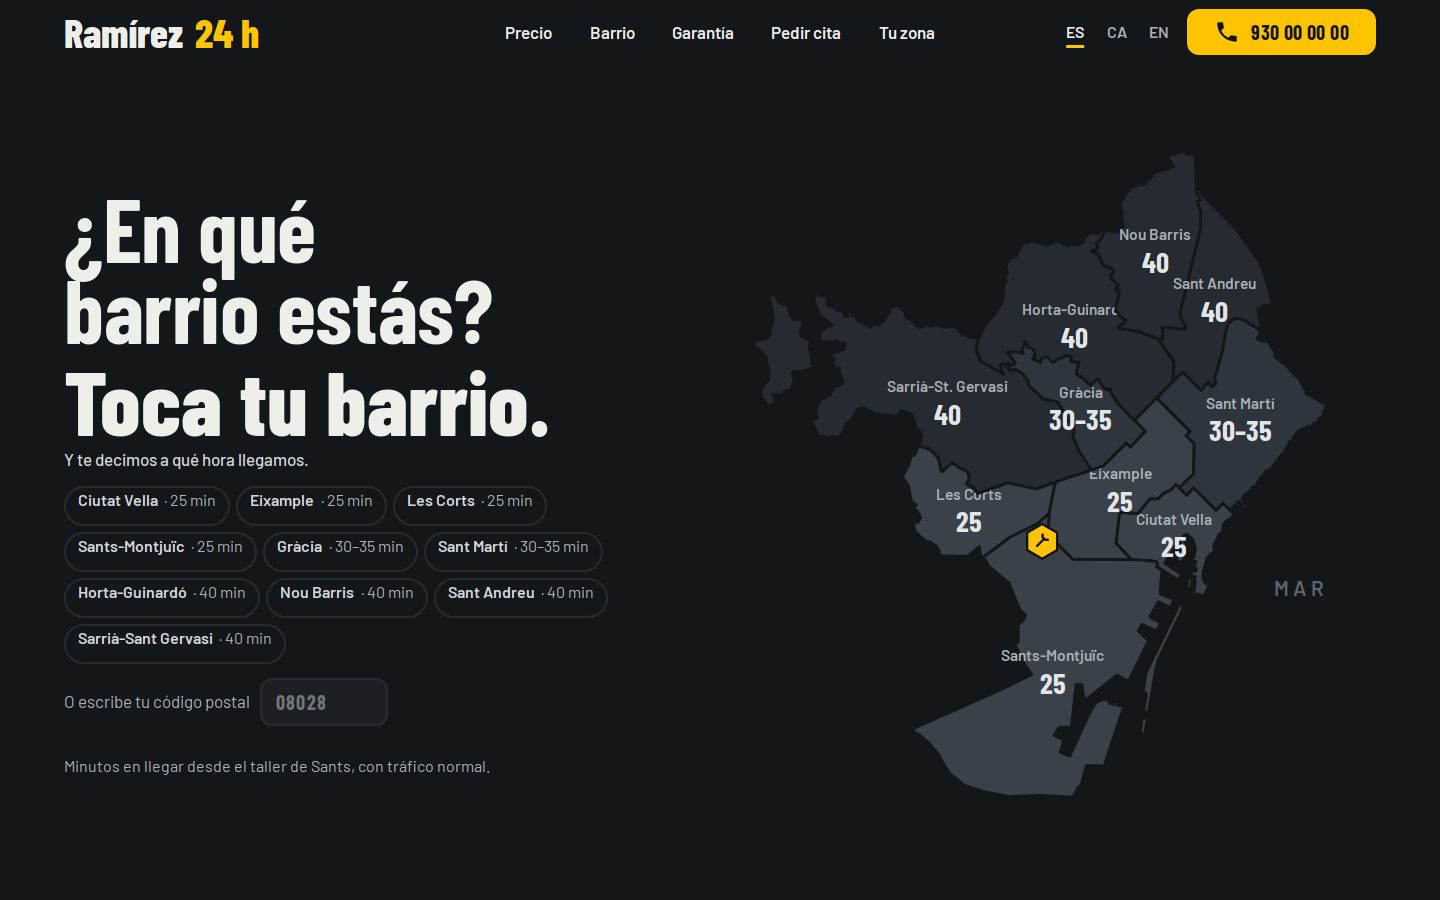 Ramírez 24 h
Precio
Barrio
Garantía
Pedir cita
Tu zona
ES
CA
EN
930 00 00 00
¿En qué
barrio estás?
Toca tu barrio.
Y te decimos a qué hora llegamos.
Ciutat Vella · 25 min
Eixample · 25 min
Les Corts · 25 min
Sants-Montjuïc · 25 min
Gràcia · 30–35 min
Sant Martí · 30–35 min
Horta-Guinardó · 40 min
Nou Barris · 40 min
Sant Andreu · 40 min
Sarrià-Sant Gervasi · 40 min
O escribe tu código postal
08028
Minutos en llegar desde el taller de Sants, con tráfico normal.
Nou Barris
40
Sant Andreu
40
Horta-Guinard
40
Sarrià-St. Gervasi
40
Gràcia
30–35
Sant Martí
30–35
Eixample
25
Les Corts
25
Ciutat Vella
25
MAR
Sants-Montjuïc
25